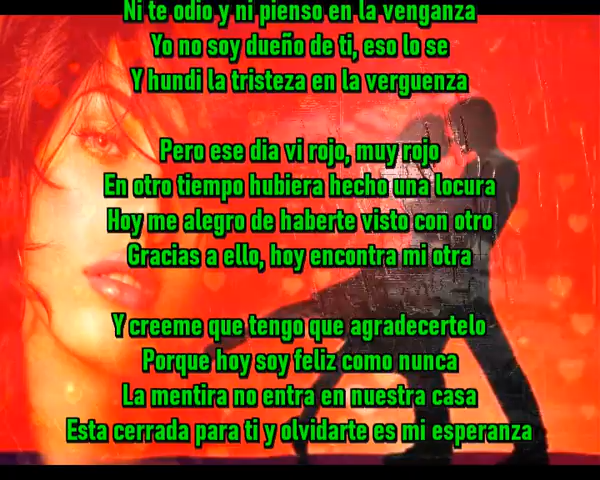 Ni te odio y ni pienso en la venganza
Yo no soy dueño de ti, eso lo se
Y hundi la tristeza en la verguenza
Pero ese dia vi rojo, muy rojo
En otro tiempo hubiera hecho una locura
Hoy me alegro de haberte visto con otro
Gracias a ello, hoy encontra mi otra
Y creeme que tengo que agradecertelo
Porque hoy soy feliz como nunca
La mentira no entra en nuestra casa
Esta cerrada para ti y olvidarte es mi esperanza